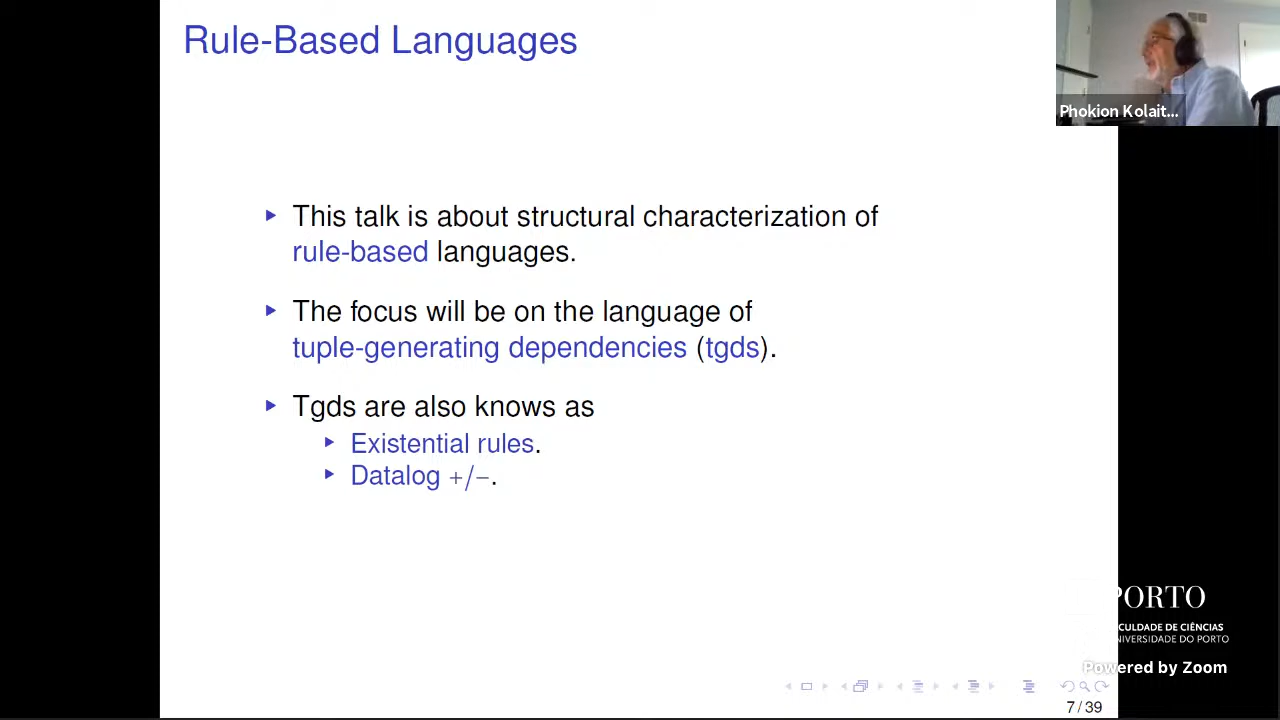 Rule-Based Languages
Phokion Kolait...
This talk is about structural characterization of
rule-based languages.
The focus will be on the language of
tuple-generating dependencies (tgds).
Tgds are also knows as
Existential rules.
Datalog +/−.
PORTO
CULDADE DE CIÊNCIAS
NIVERSIDADE DO PORTO
Powered by Zoom
7 / 39